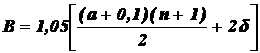 B = 1,05[(a + 0,1)(n + 1)/2 + 2δ]